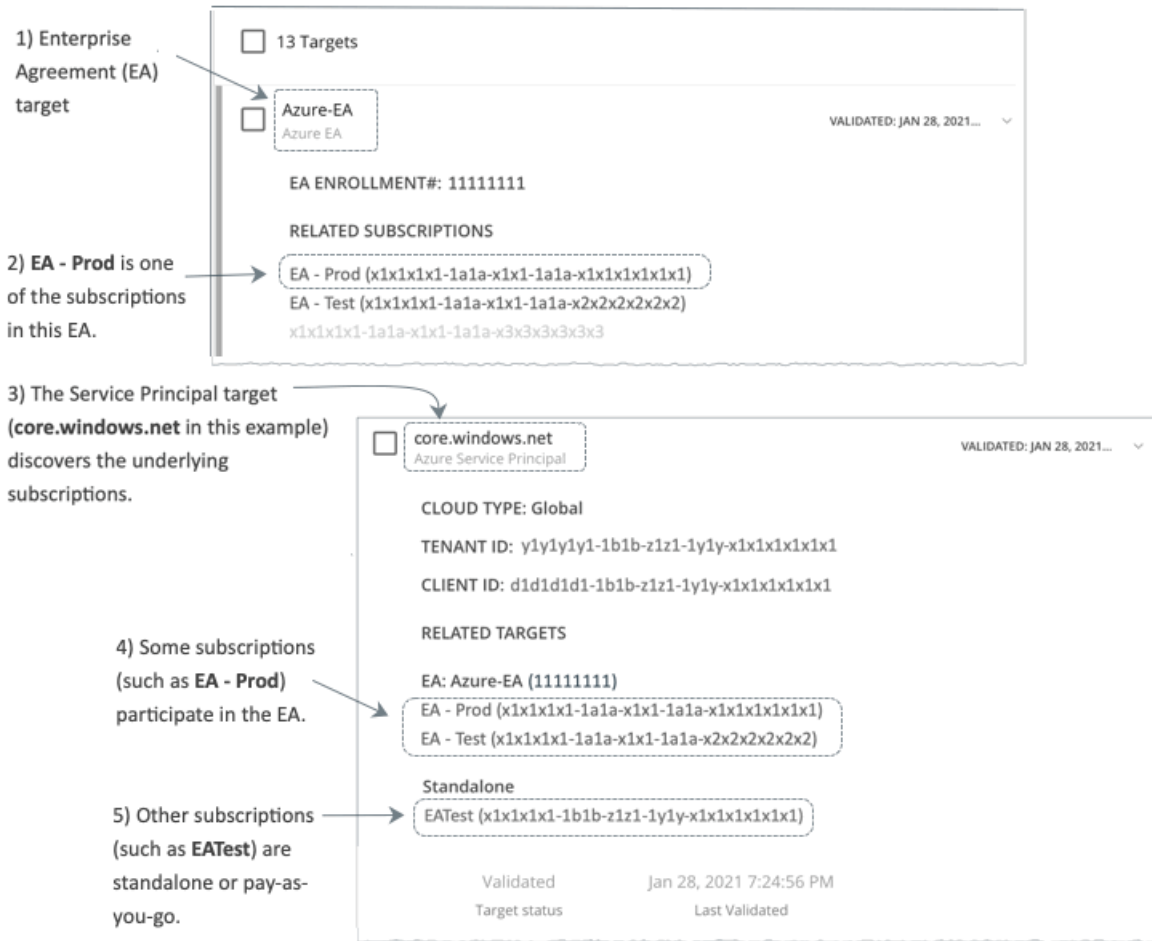 1) Enterprise
Agreement (EA)
target
13 Targets
Azure-EA
Azure EA
VALIDATED: JAN 28, 2021...
EA ENROLLMENT#: 11111111
RELATED SUBSCRIPTIONS
2) EA - Prod is one
of the subscriptions
in this EA.
EA - Prod (x1x1x1x1-1a1a-x1x1-1a1a-x1x1x1x1x1x1)
EA - Test (x1x1x1x1-1a1a-x1x1-1a1a-x2x2x2x2x2x2)
x1x1x1x1-1a1a-x1x1-1a1a-x3x3x3x3x3x3
3) The Service Principal target
(core.windows.net in this example)
discovers the underlying
subscriptions.
core.windows.net
Azure Service Principal
VALIDATED: JAN 28, 2021...
CLOUD TYPE: Global
TENANT ID: y1y1y1y1-1b1b-z1z1-1y1y-x1x1x1x1x1x1
CLIENT ID: d1d1d1d1-1b1b-z1z1-1y1y-x1x1x1x1x1x1
RELATED TARGETS
4) Some subscriptions
(such as EA - Prod)
participate in the EA.
EA: Azure-EA (11111111)
EA - Prod (x1x1x1x1-1a1a-x1x1-1a1a-x1x1x1x1x1x1)
EA - Test (x1x1x1x1-1a1a-x1x1-1a1a-x2x2x2x2x2x2)
Standalone
EATest (x1x1x1x1-1b1b-z1z1-1y1y-x1x1x1x1x1x1)
5) Other subscriptions
(such as EATest) are
standalone or pay-as-
you-go.
Validated
Jan 28, 2021 7:24:56 PM
Target status
Last Validated